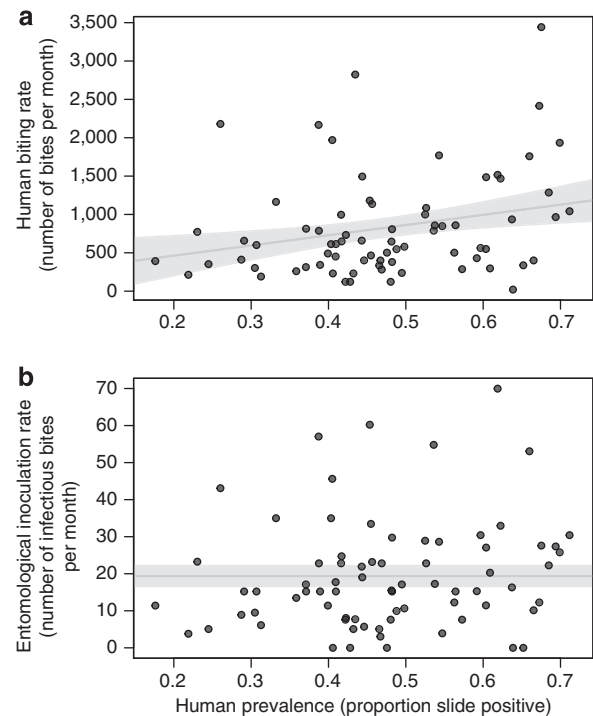 a
Human biting rate
(number of bites per month)
3,500
3,000
2,500
2,000
1,500
1,000
500
0
0.2 0.3 0.4 0.5 0.6 0.7
b
Entomological inoculation rate
(number of infectious bites
per month)
70
60
50
40
30
20
10
0
0.2 0.3 0.4 0.5 0.6 0.7
Human prevalence (proportion slide positive)